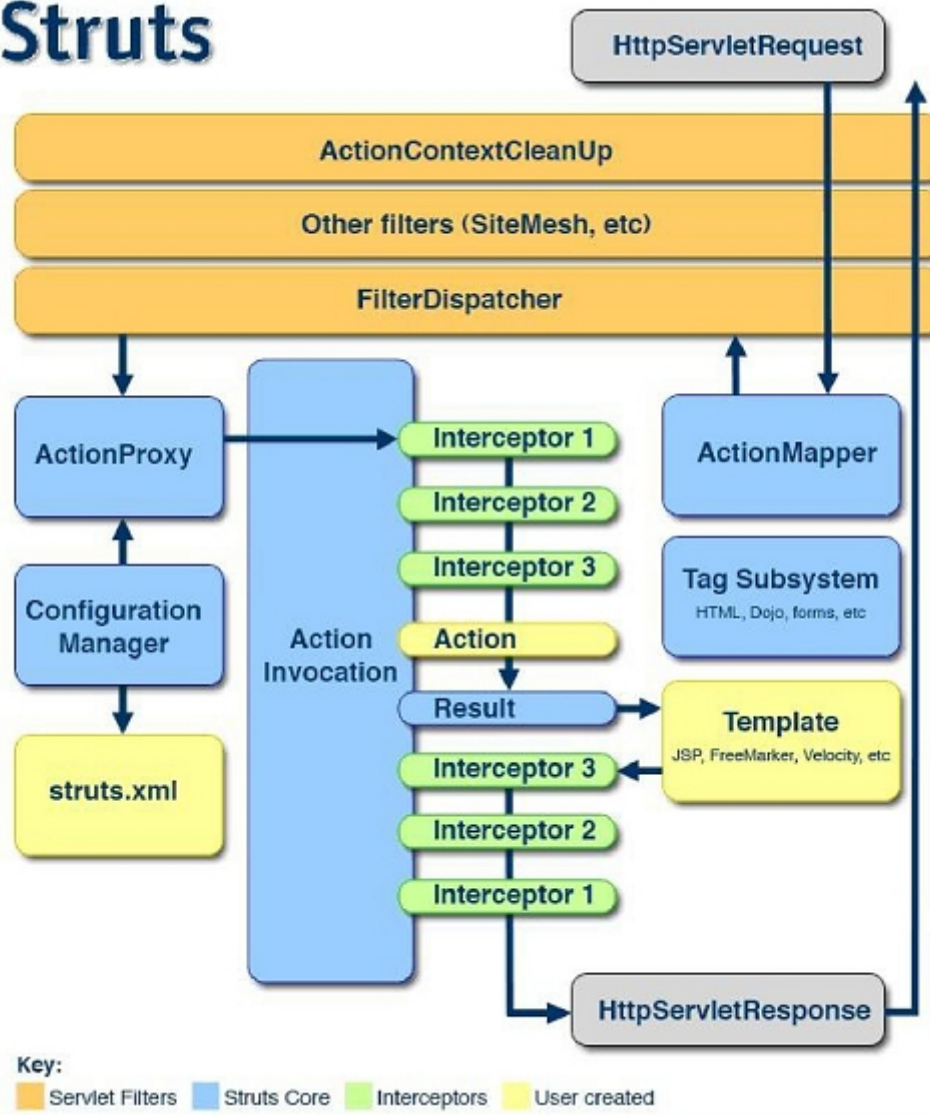 Struts
HttpServletRequest
ActionContextCleanUp
Other filters (SiteMesh, etc)
FilterDispatcher
ActionProxy
Interceptor 1
ActionMapper
Interceptor 2
Interceptor 3
Tag Subsystem
HTML, Dojo, forms, etc
Configuration
Manager
Action
Invocation
Action
Result
Template
JSP, FreeMarker, Velocity, etc
struts.xml
Interceptor 3
Interceptor 2
Interceptor 1
HttpServletResponse
Key:
Servlet Filters
Struts Core
Interceptors
User created